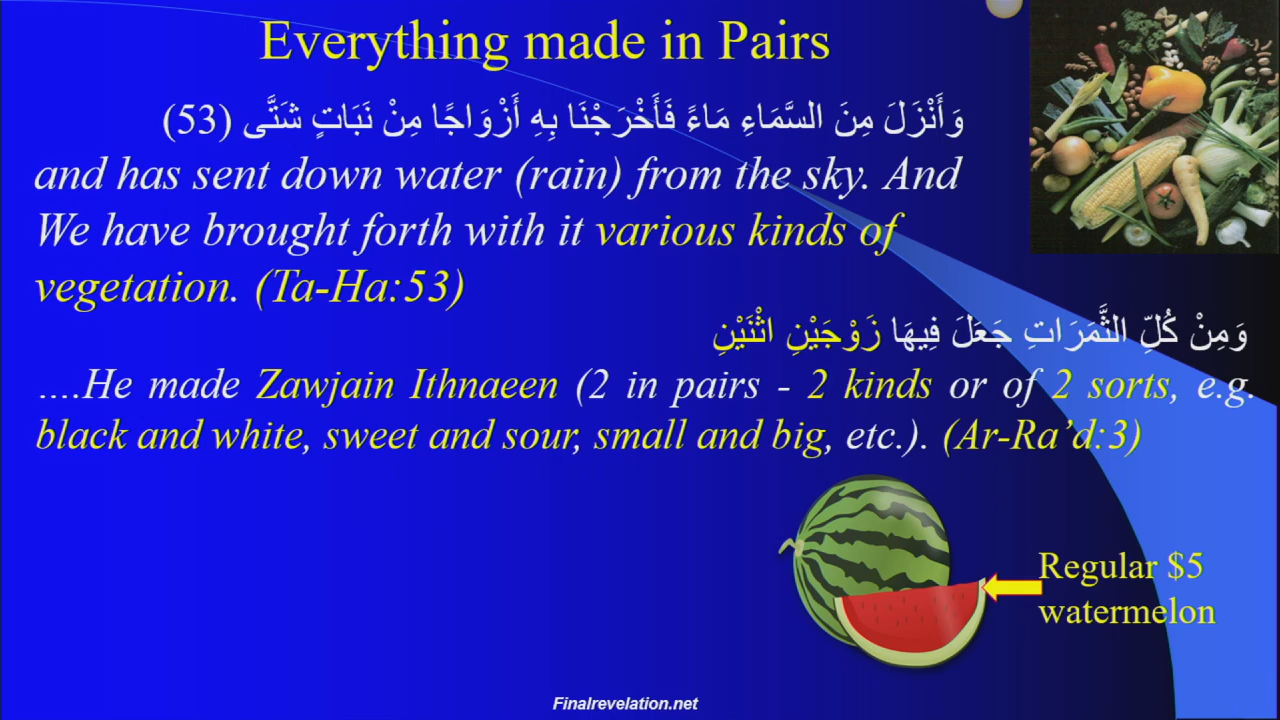 Everything made in Pairs
وَأَنْزَلَ مِنَ السَّمَاءِ مَاءً فَأَخْرَجْنَا بِهِ أَزْوَاجًا مِنْ نَبَاتٍ شَتَّى (53)
and has sent down water (rain) from the sky. And
We have brought forth with it various kinds of
vegetation. (Ta-Ha:53)
وَمِنْ كُلِّ الثَّمَرَاتِ جَعَلَ فِيهَا زَوْجَيْنِ اثْنَيْنِ
....He made Zawjain Ithnaeen (2 in pairs - 2 kinds or of 2 sorts, e.g.
black and white, sweet and sour, small and big, etc.). (Ar-Ra’d:3)
Regular $5
watermelon
Finalrevelation.net